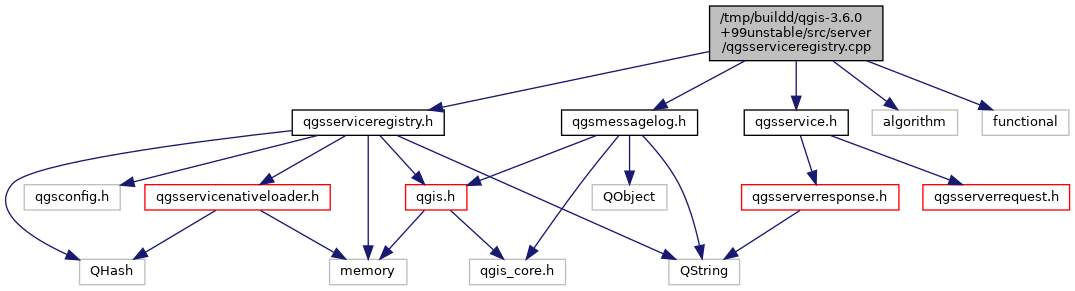 /tmp/buildd/qgis-3.6.0
+99unstable/src/server
/qgsserviceregistry.cpp
qgsserviceregistry.h
qgsmessagelog.h
qgsservice.h
algorithm
functional
qgsconfig.h
qgsservicenativeloader.h
qgis.h
QObject
qgsserverresponse.h
qgsserverrequest.h
QHash
memory
qgis_core.h
QString